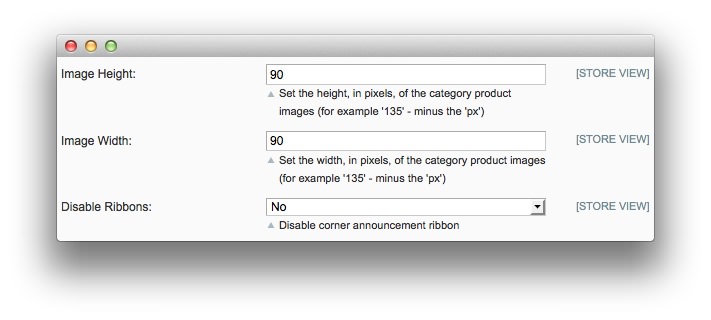 Image Height: 90 [STORE VIEW]
Set the height, in pixels, of the category product
images (for example '135' - minus the 'px')
Image Width: 90 [STORE VIEW]
Set the width, in pixels, of the category product images
(for example '135' - minus the 'px')
Disable Ribbons: No [STORE VIEW]
Disable corner announcement ribbon